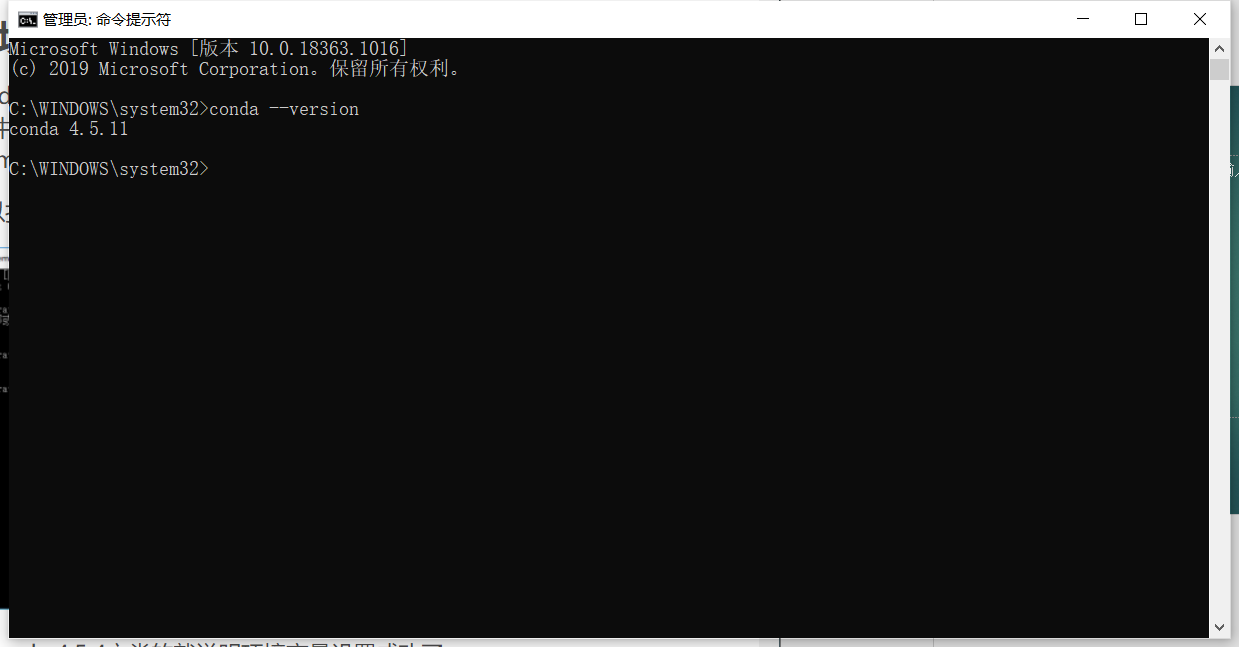 管理员: 命令提示符
Microsoft Windows [版本 10.0.18363.1016]
(c) 2019 Microsoft Corporation。保留所有权利。
C:\WINDOWS\system32>conda --version
conda 4.5.11
C:\WINDOWS\system32>